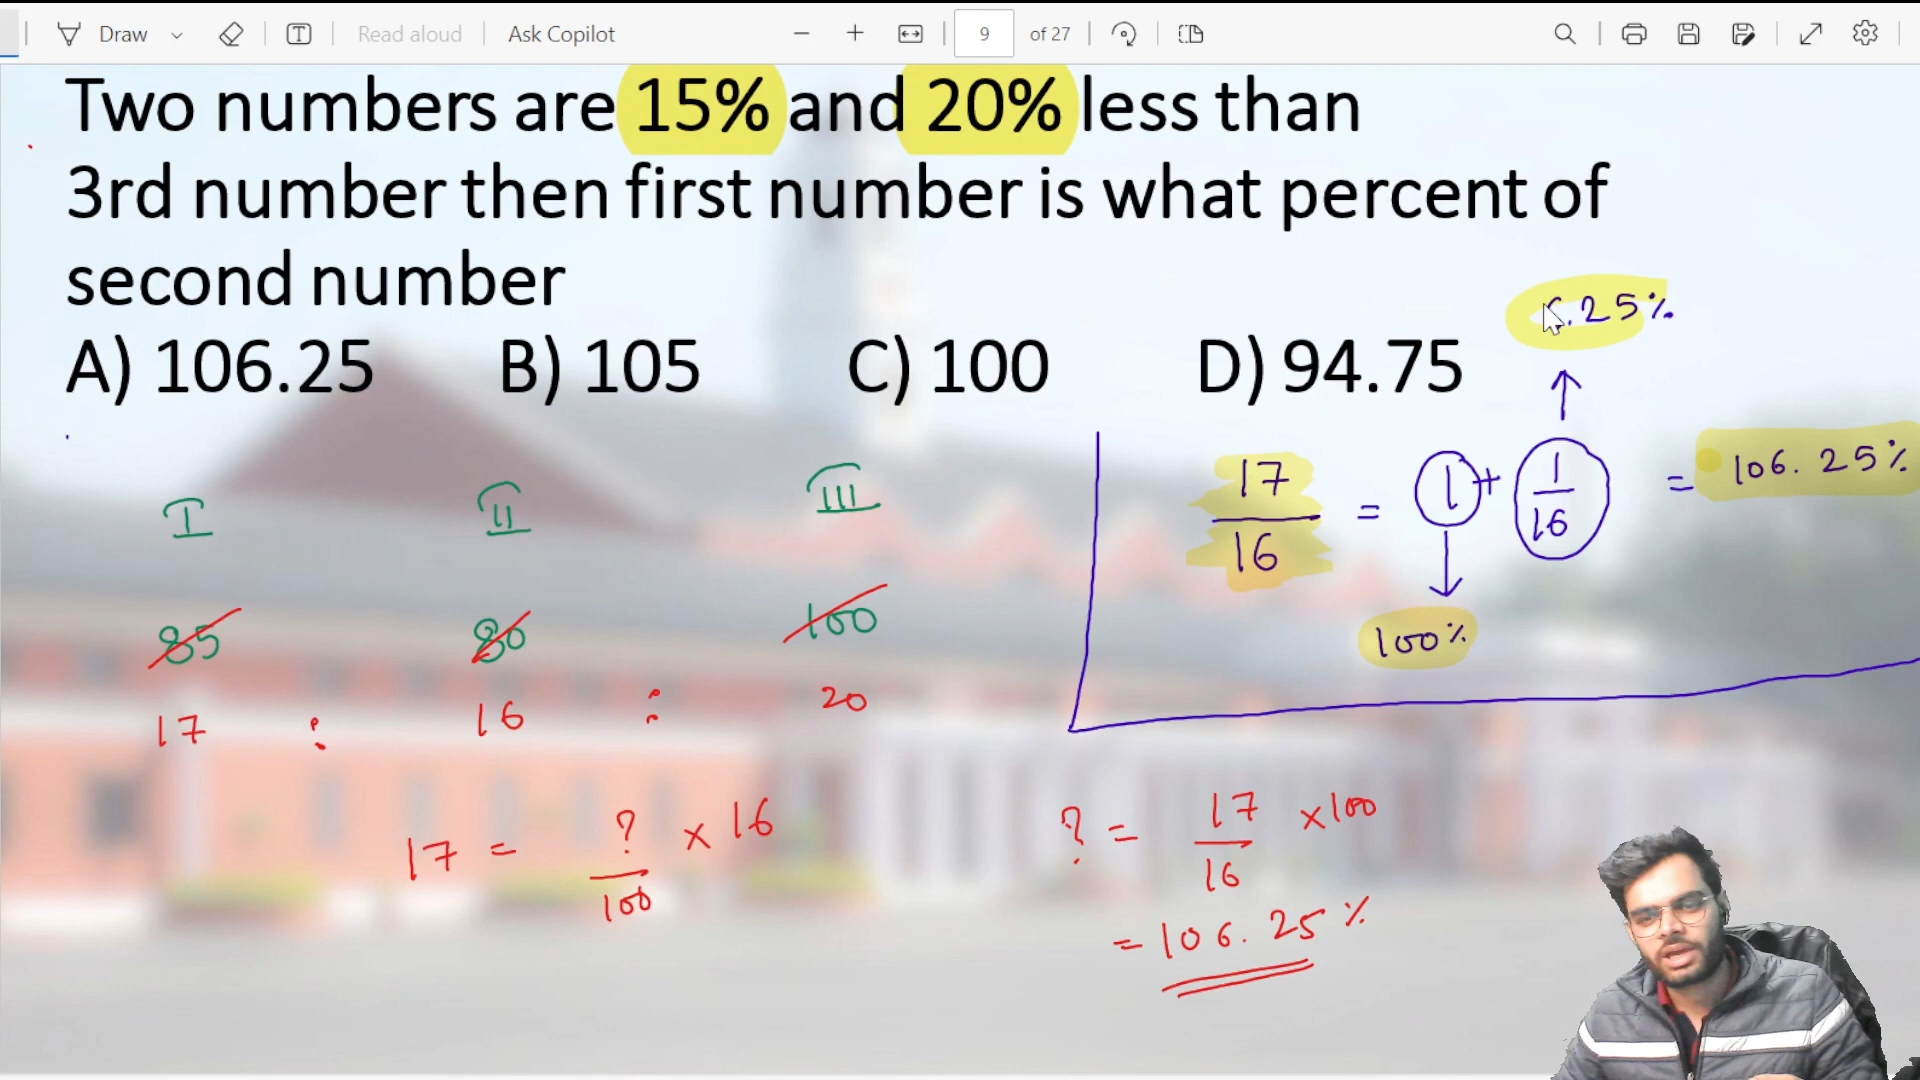 Draw
Read aloud
Ask Copilot
9 of 27
Two numbers are 15% and 20% less than
3rd number then first number is what percent of
second number
A) 106.25 B) 105 C) 100 D) 94.75
.25%
I II III
85 80 100
17 : 16 : 20
17/16 = 1 + 1/16 = 106.25%
100%
17 = ?/100 × 16
? = 17/16 ×100
= 106.25%